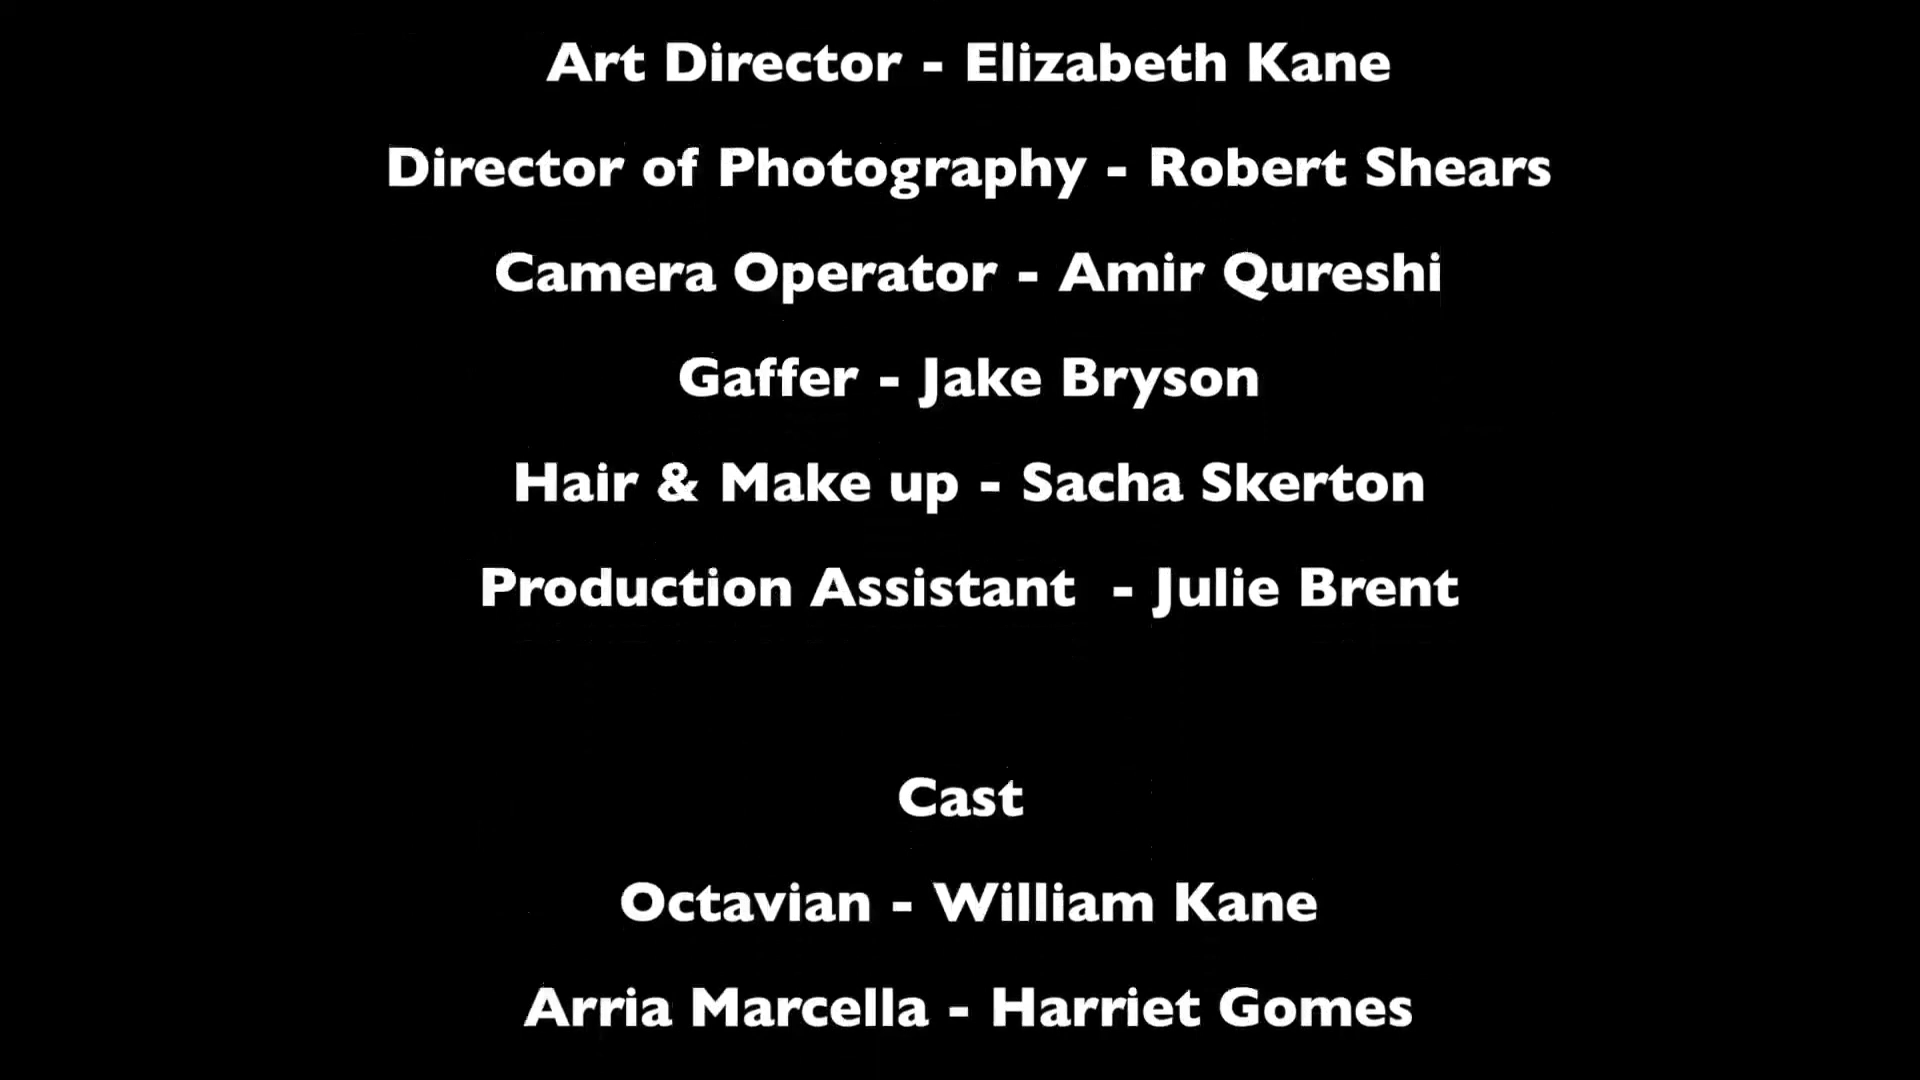 Art Director - Elizabeth Kane
Director of Photography - Robert Shears
Camera Operator - Amir Qureshi
Gaffer - Jake Bryson
Hair & Make up - Sacha Skerton
Production Assistant  - Julie Brent
Cast
Octavian - William Kane
Arria Marcella - Harriet Gomes